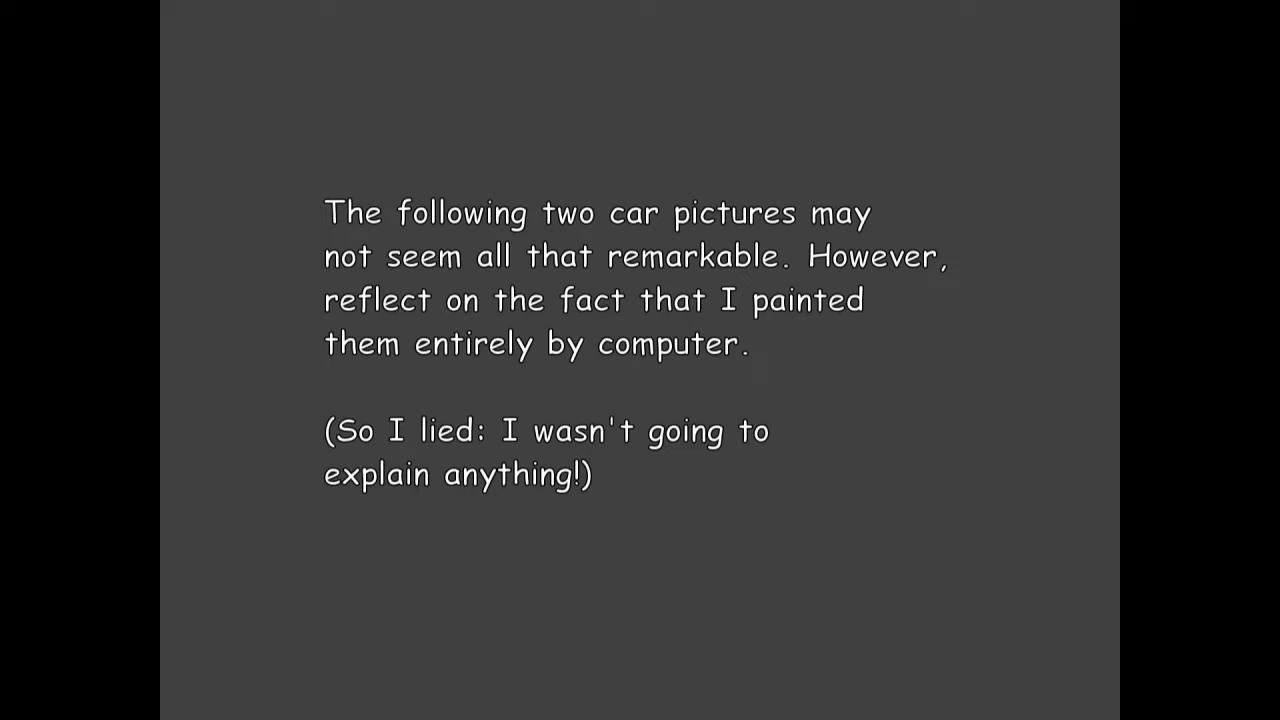 The following two car pictures may
not seem all that remarkable. However,
reflect on the fact that I painted
them entirely by computer.
(So I lied: I wasn't going to
explain anything!)